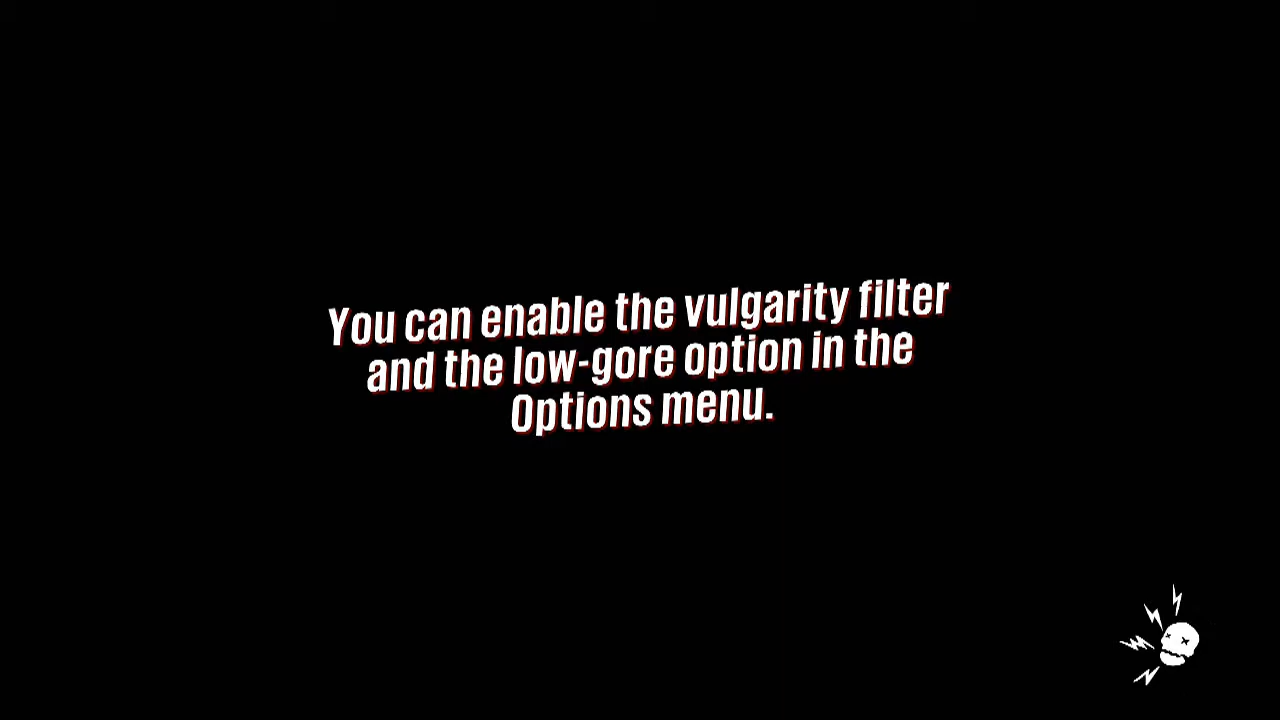 You can enable the vulgarity filter
and the low-gore option in the
Options menu.